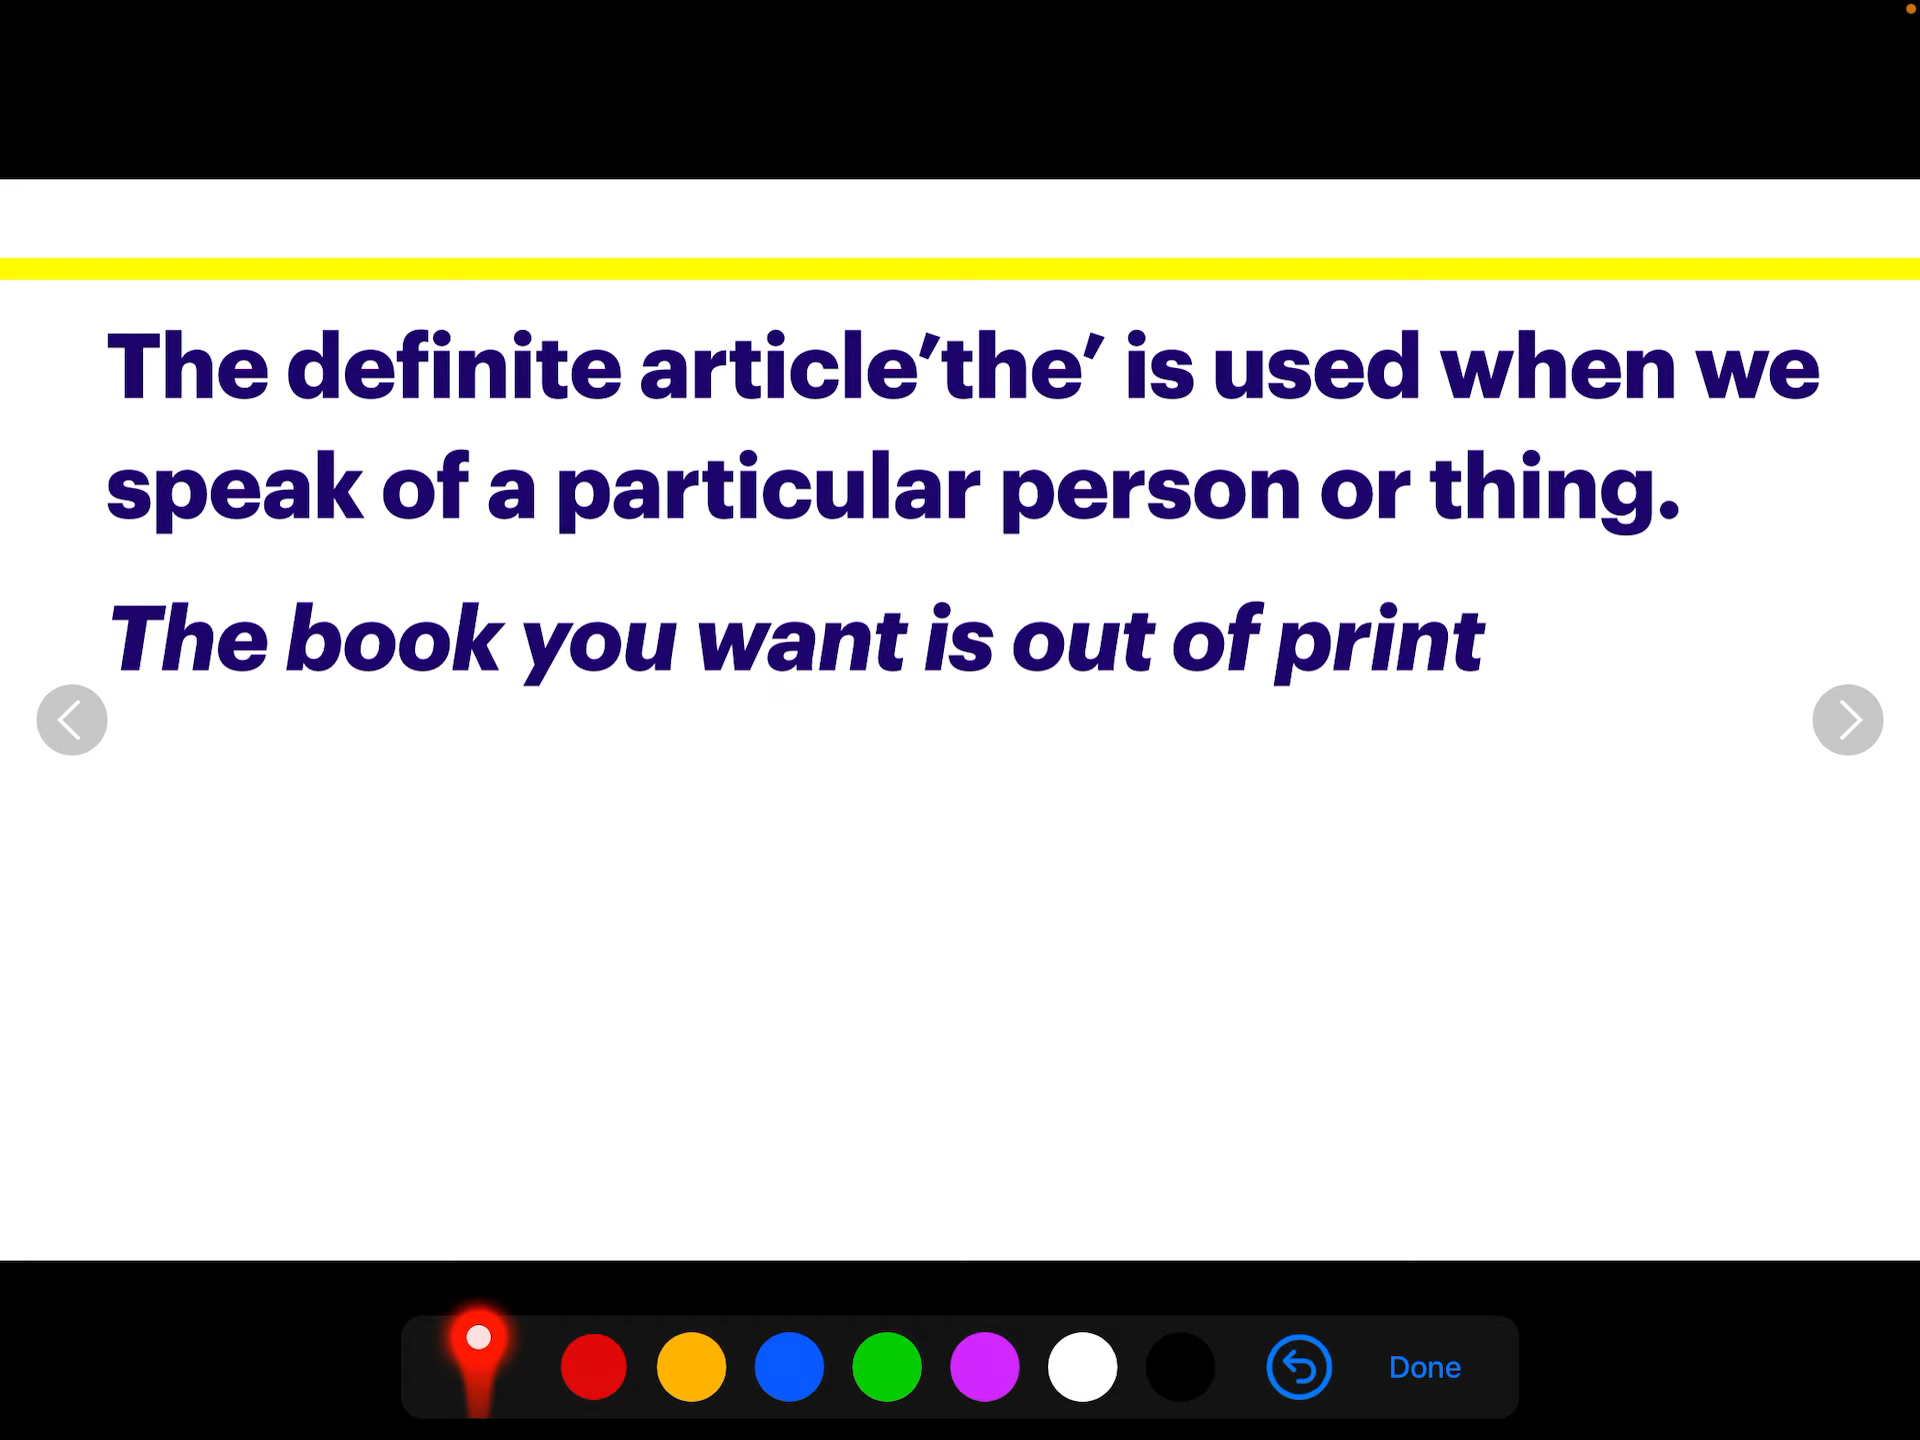 The definite article’the’ is used when we
speak of a particular person or thing.
The book you want is out of print
Done